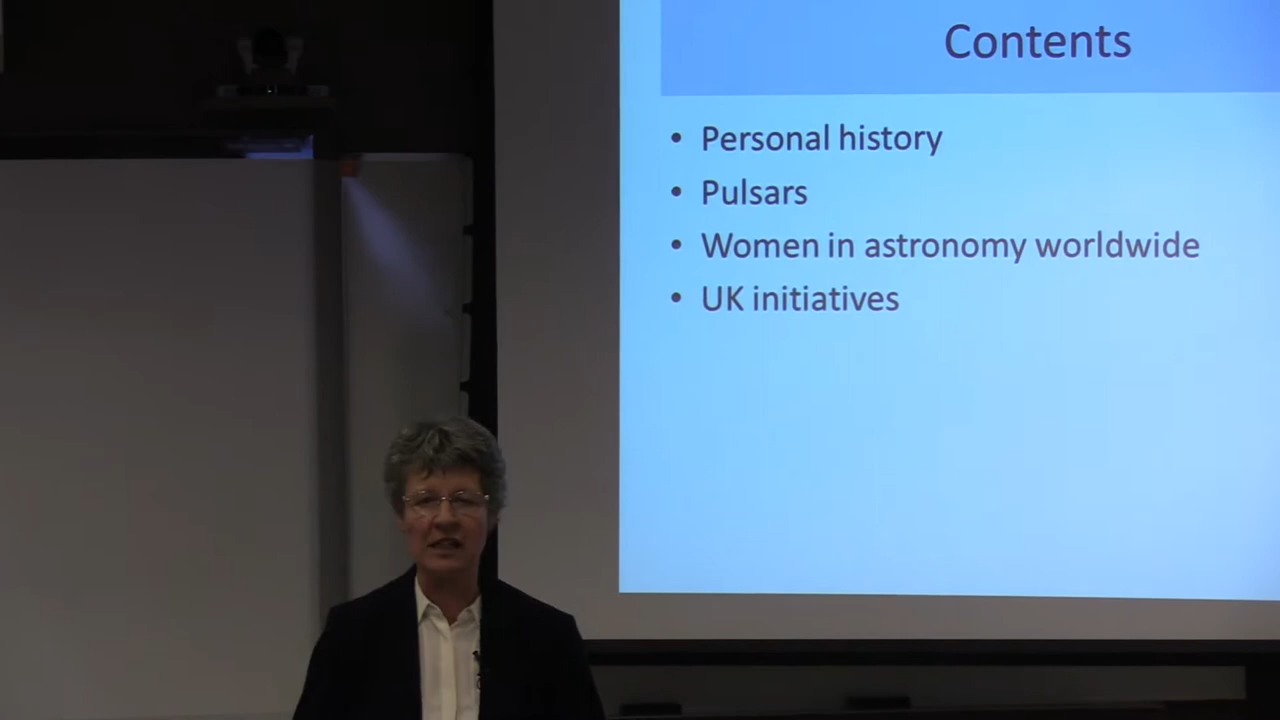 Contents
• Personal history
• Pulsars
• Women in astronomy worldwide
• UK initiatives